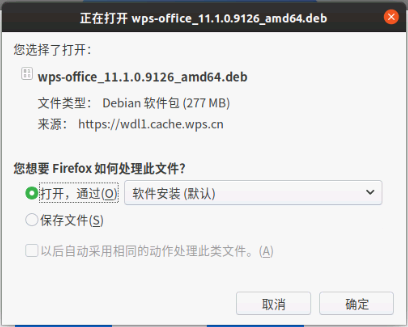 正在打开 wps-office_11.1.0.9126_amd64.deb
您选择了打开：
wps-office_11.1.0.9126_amd64.deb
文件类型： Debian 软件包 (277 MB)
来源： https://wdl1.cache.wps.cn
您想要 Firefox 如何处理此文件？
打开，通过(O) 软件安装 (默认)
保存文件(S)
以后自动采用相同的动作处理此类文件。(A)
取消 确定